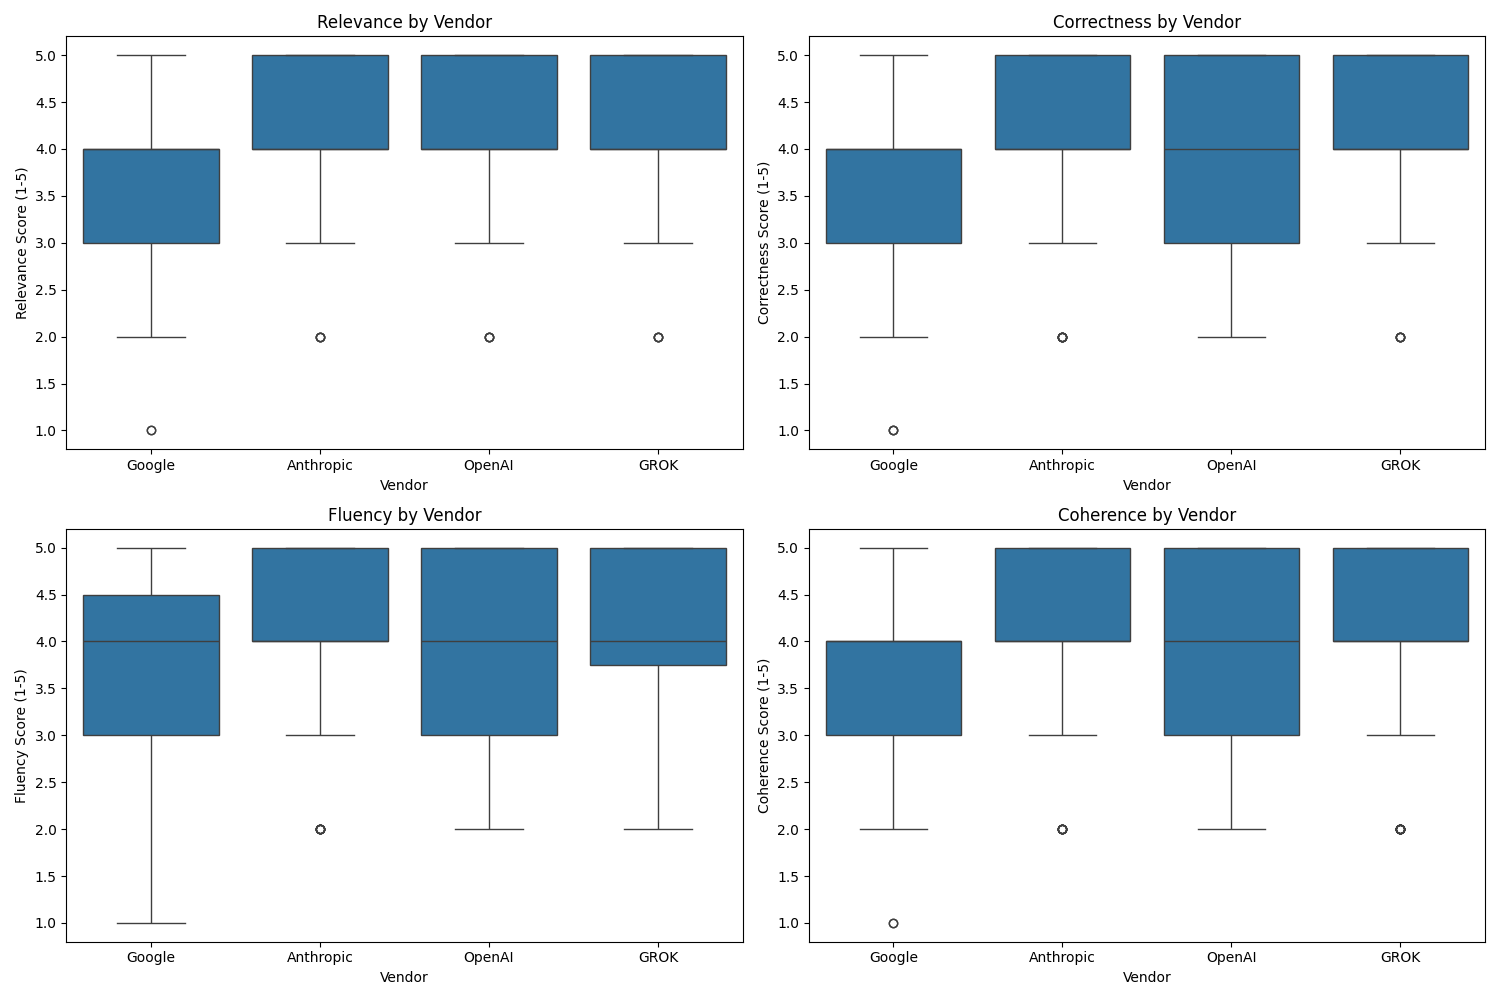 Relevance by Vendor
Relevance Score (1-5)
5.0
4.5
4.0
3.5
3.0
2.5
2.0
1.5
1.0
Google Anthropic OpenAI GROK
Vendor
Correctness by Vendor
Correctness Score (1-5)
5.0
4.5
4.0
3.5
3.0
2.5
2.0
1.5
1.0
Google Anthropic OpenAI GROK
Vendor
Fluency by Vendor
Fluency Score (1-5)
5.0
4.5
4.0
3.5
3.0
2.5
2.0
1.5
1.0
Google Anthropic OpenAI GROK
Vendor
Coherence by Vendor
Coherence Score (1-5)
5.0
4.5
4.0
3.5
3.0
2.5
2.0
1.5
1.0
Google Anthropic OpenAI GROK
Vendor